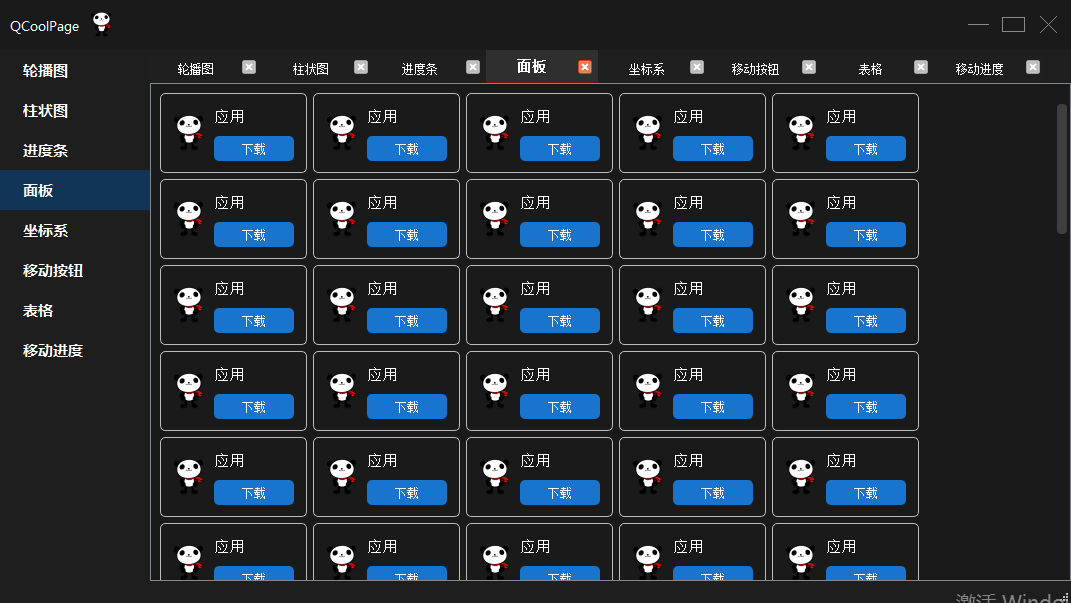 QCoolPage
轮播图
柱状图
进度条
面板
坐标系
移动按钮
表格
移动进度
轮播图 柱状图 进度条 面板 坐标系 移动按钮 表格 移动进度
应用 应用 应用 应用 应用
下载 下载 下载 下载 下载
应用 应用 应用 应用 应用
下载 下载 下载 下载 下载
应用 应用 应用 应用 应用
下载 下载 下载 下载 下载
应用 应用 应用 应用 应用
下载 下载 下载 下载 下载
应用 应用 应用 应用 应用
下载 下载 下载 下载 下载
应用 应用 应用 应用 应用
下载 下载 下载 下载 下载
激活 Windo